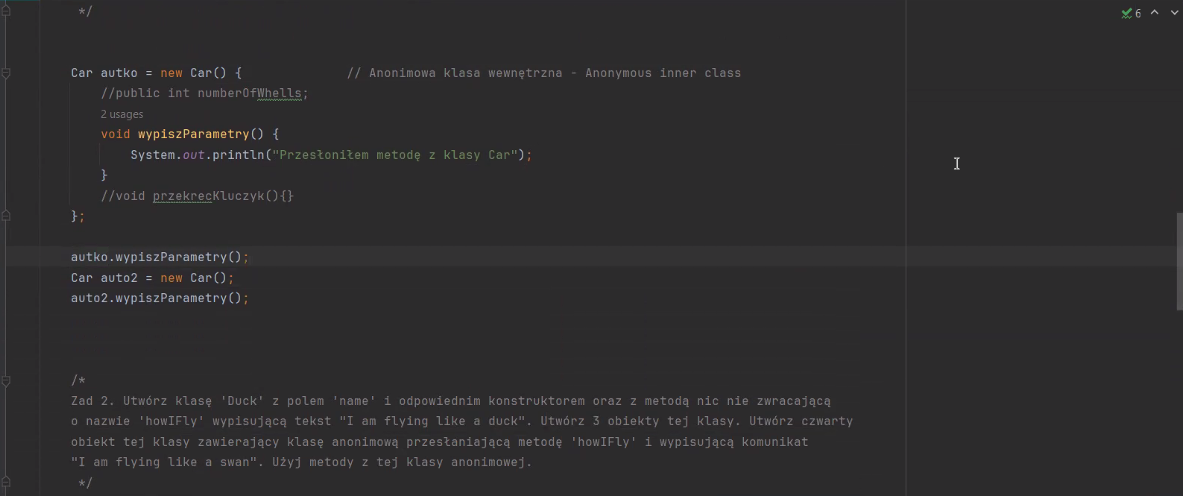 */
6
Car autko = new Car() { // Anonimowa klasa wewnętrzna - Anonymous inner class
//public int numberOfWhells;
2 usages
void wypiszParametry() {
System.out.println("Przesłoniłem metodę z klasy Car");
}
//void przekrecKluczyk(){}
};
autko.wypiszParametry();
Car auto2 = new Car();
auto2.wypiszParametry();
/*
Zad 2. Utwórz klasę 'Duck' z polem 'name' i odpowiednim konstruktorem oraz z metodą nic nie zwracającą
o nazwie 'howIFly' wypisującą tekst "I am flying like a duck". Utwórz 3 obiekty tej klasy. Utwórz czwarty
obiekt tej klasy zawierający klasę anonimową przesłaniającą metodę 'howIFly' i wypisującą komunikat
"I am flying like a swan". Użyj metody z tej klasy anonimowej.
*/